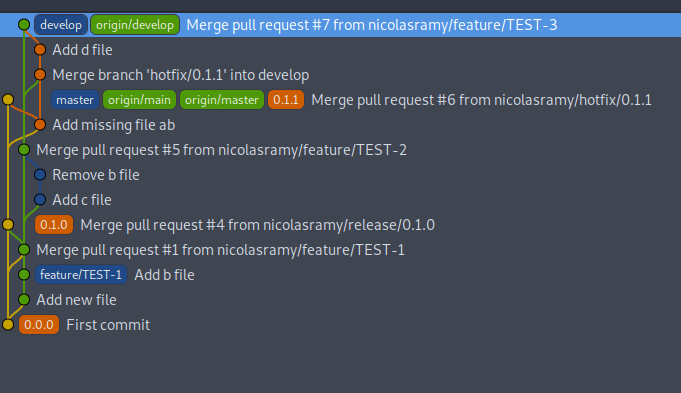 develop origin/develop Merge pull request #7 from nicolasramy/feature/TEST-3
Add d file
Merge branch 'hotfix/0.1.1' into develop
master origin/main origin/master 0.1.1 Merge pull request #6 from nicolasramy/hotfix/0.1.1
Add missing file ab
Merge pull request #5 from nicolasramy/feature/TEST-2
Remove b file
Add c file
0.1.0 Merge pull request #4 from nicolasramy/release/0.1.0
Merge pull request #1 from nicolasramy/feature/TEST-1
feature/TEST-1 Add b file
Add new file
0.0.0 First commit